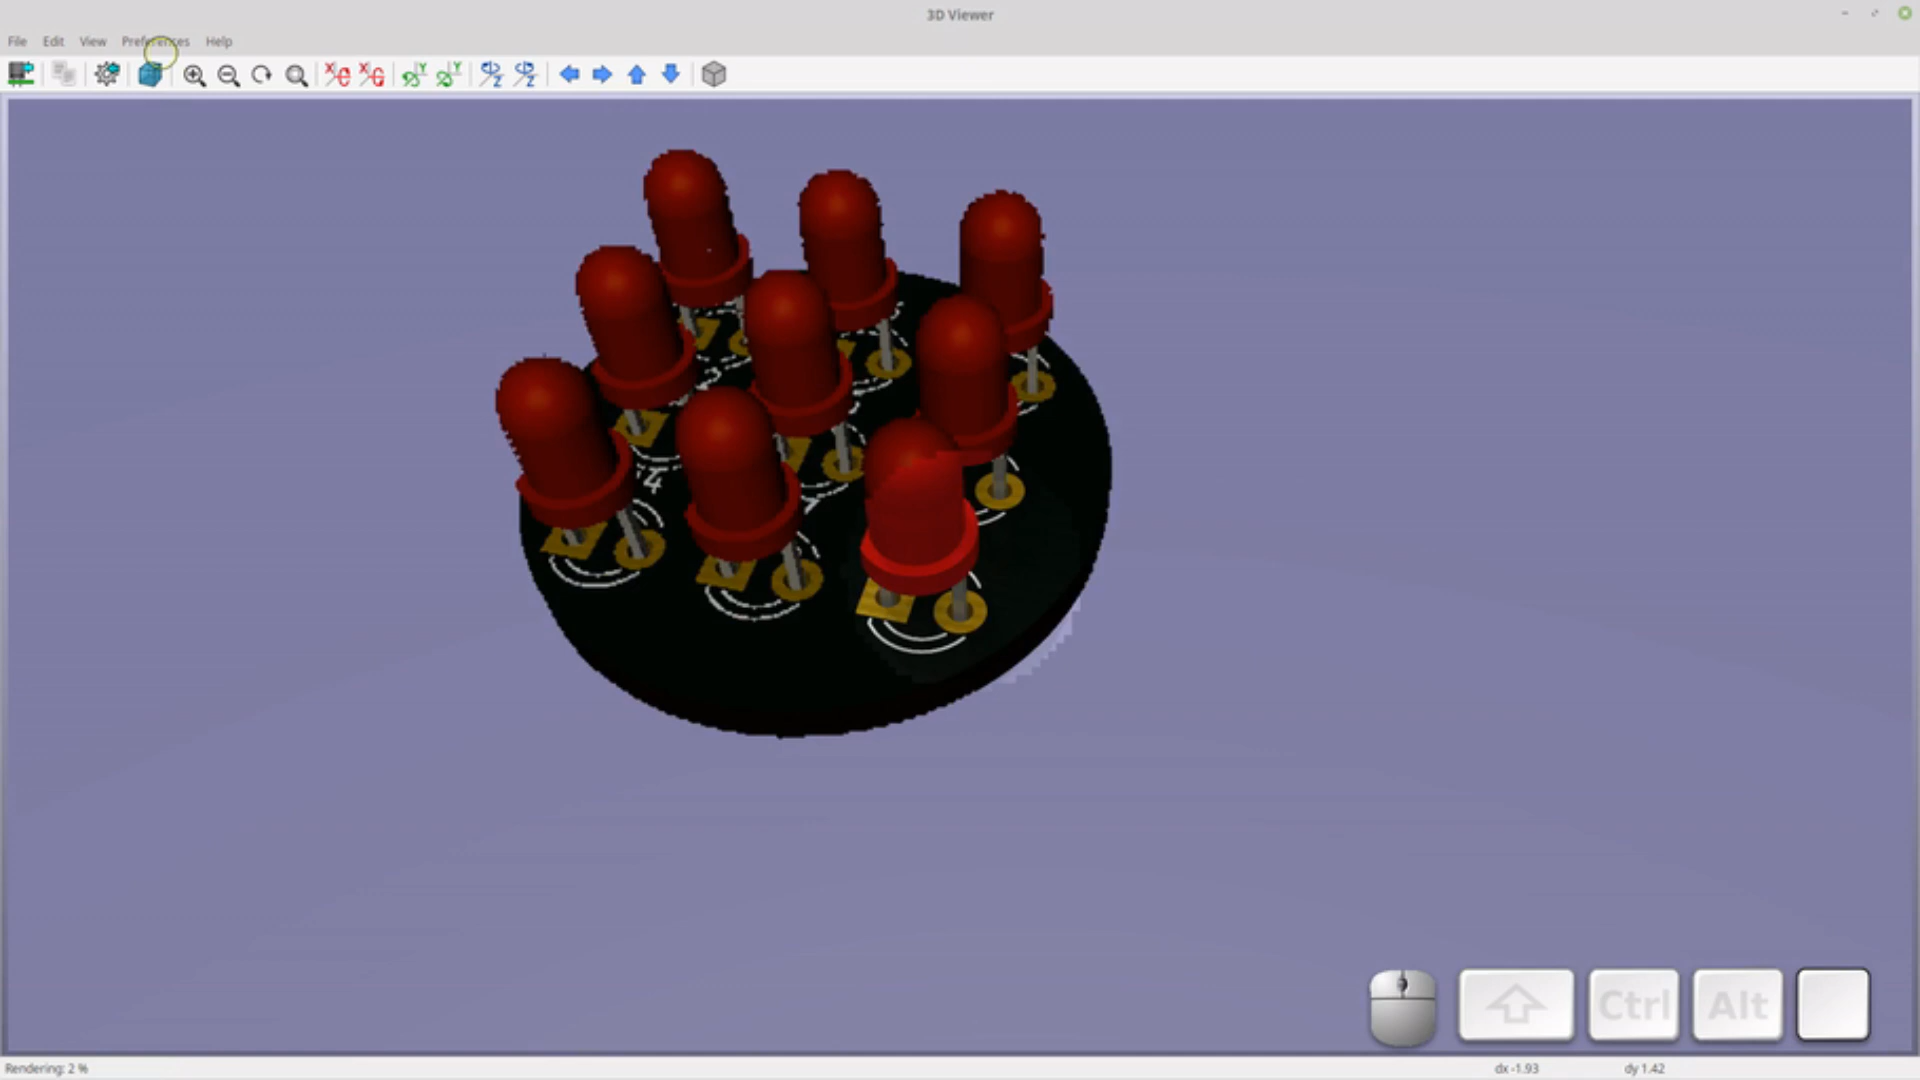 3D Viewer
File Edit View Preferences Help
4
Ctrl Alt
Rendering: 2 % dx -1.93 dy 1.42